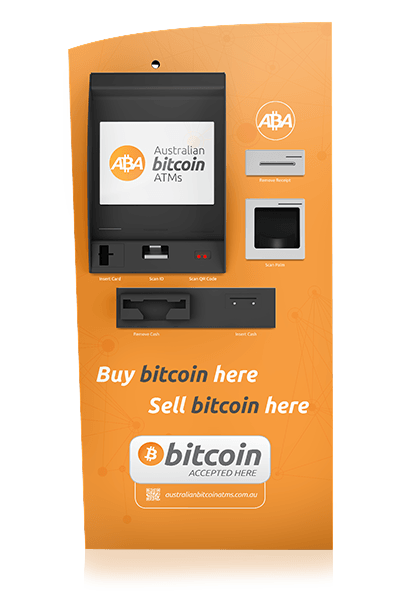 ABA
Australian
bitcoin
ATMs
ABA
Remove Receipt
Insert Card
Scan ID
Scan QR Code
Scan Palm
Remove Cash
Insert Cash
Buy bitcoin here
Sell bitcoin here
bitcoin
ACCEPTED HERE
australianbitcoinatms.com.au